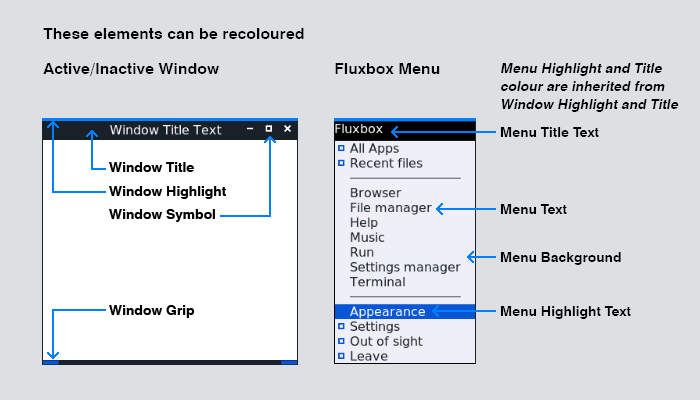 These elements can be recoloured
Active/Inactive Window
Window Title Text
Window Title
Window Highlight
Window Symbol
Window Grip
Fluxbox Menu
Fluxbox
All Apps
Recent files
Browser
File manager
Help
Music
Run
Settings manager
Terminal
Appearance
Settings
Out of sight
Leave
Menu Highlight and Title
colour are inherited from
Window Highlight and Title
Menu Title Text
Menu Text
Menu Background
Menu Highlight Text